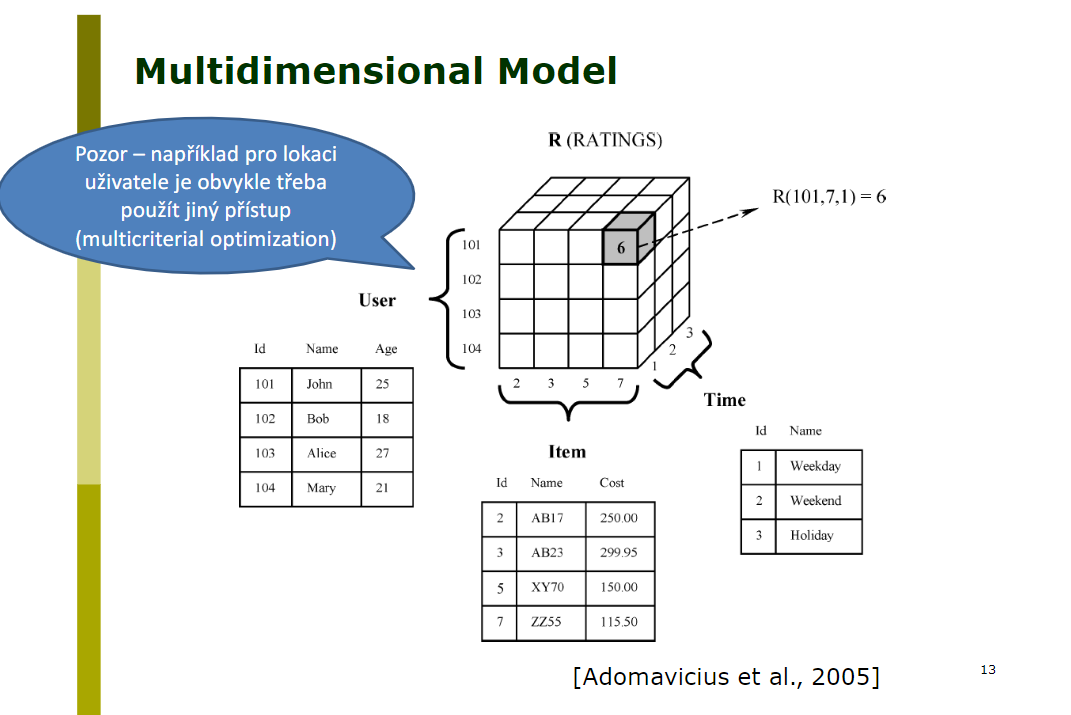 Multidimensional Model
Pozor – například pro lokaci
uživatele je obvykle třeba
použít jiný přístup
(multicriterial optimization)
R (RATINGS)
R(101,7,1) = 6
6
101
102
103
104
User
2 3 5 7
1
2
3
Item
Time
Id Name Age
101 John 25
102 Bob 18
103 Alice 27
104 Mary 21
Id Name Cost
2 AB17 250.00
3 AB23 299.95
5 XY70 150.00
7 ZZ55 115.50
Id Name
1 Weekday
2 Weekend
3 Holiday
[Adomavicius et al., 2005]
13